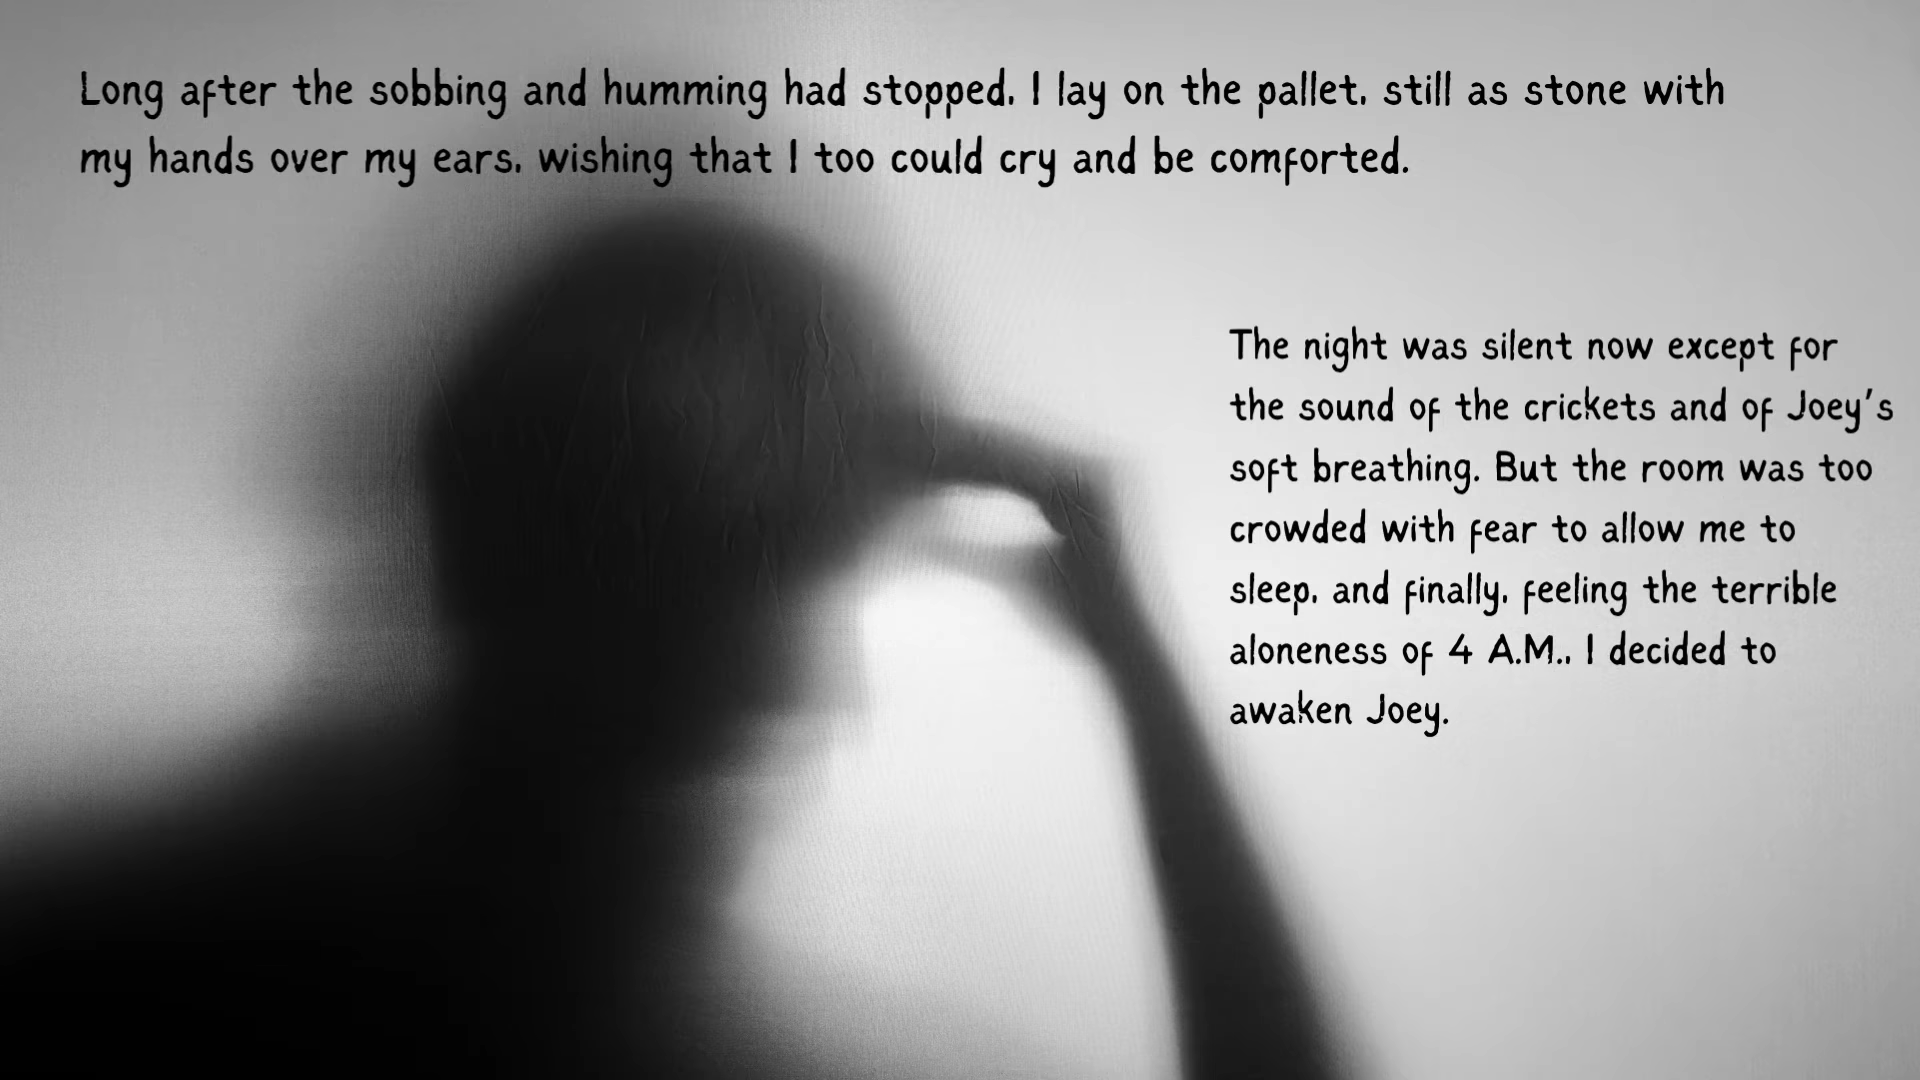 Long after the sobbing and humming had stopped, I lay on the pallet, still as stone with
my hands over my ears, wishing that I too could cry and be comforted.
The night was silent now except for
the sound of the crickets and of Joey's
soft breathing. But the room was too
crowded with fear to allow me to
sleep, and finally, feeling the terrible
aloneness of 4 A.M., I decided to
awaken Joey.